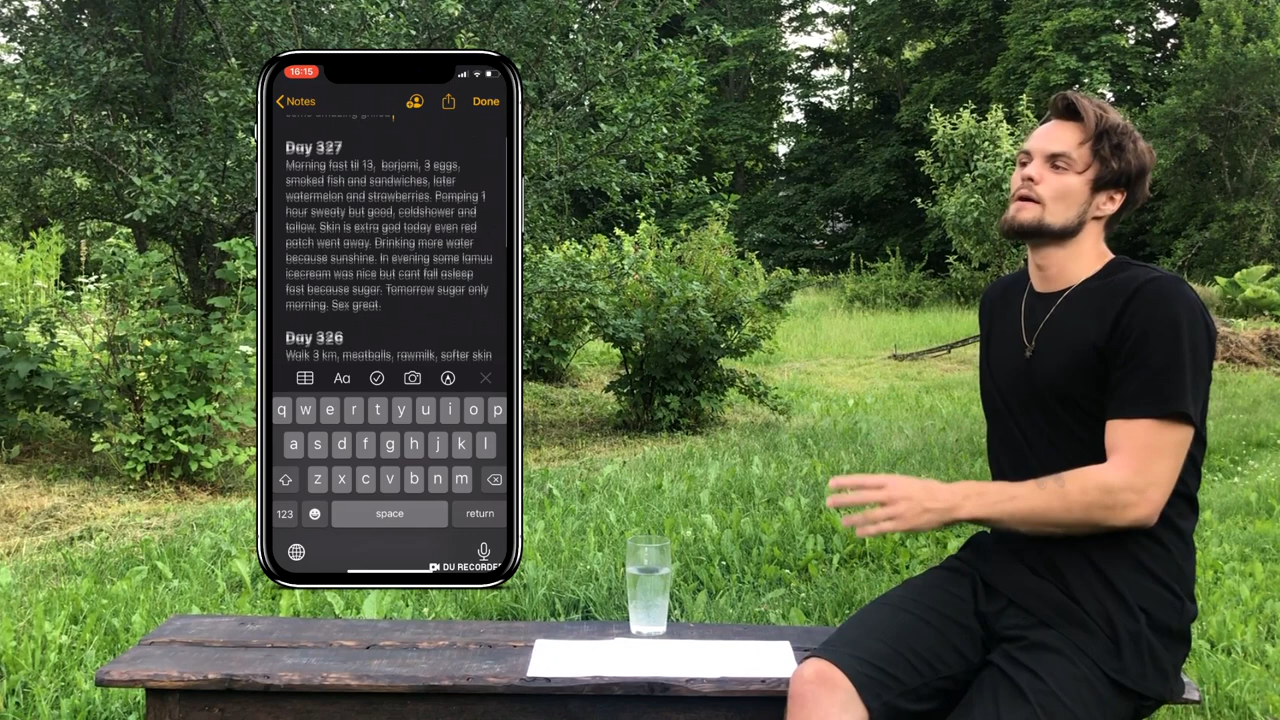 16:15
Notes
Done
some amazing grilled
Day 327
Morning fast til 13, borjomi, 3 eggs,
smoked fish and sandwiches, later
watermelon and strawberries. Pomping 1
hour sweaty but good, coldshower and
tallow. Skin is extra god today even red
patch went away. Drinking more water
because sunshine. In evening some lamuu
icecream was nice but cant fall asleep
fast because sugar. Tomorrow sugar only
morning. Sex great.
Day 326
Walk 3 km, meatballs, rawmilk, softer skin
Aa
q w e r t y u i o p
a s d f g h j k l
z x c v b n m
123 space return
DU RECORDE